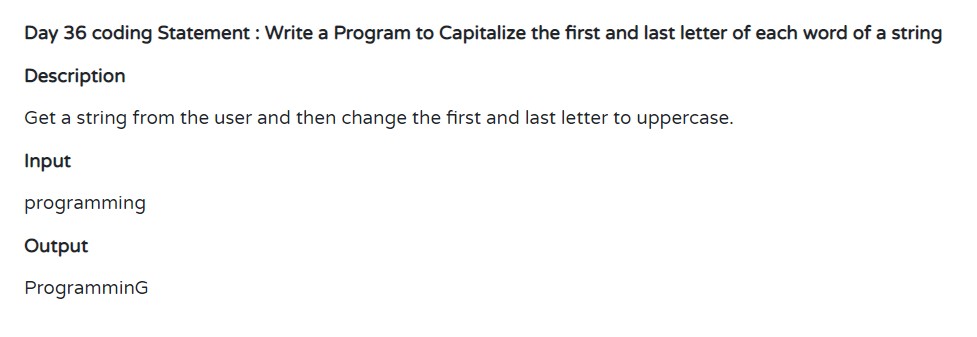 Day 36 coding Statement : Write a Program to Capitalize the first and last letter of each word of a string
Description
Get a string from the user and then change the first and last letter to uppercase.
Input
programming
Output
ProgramminG